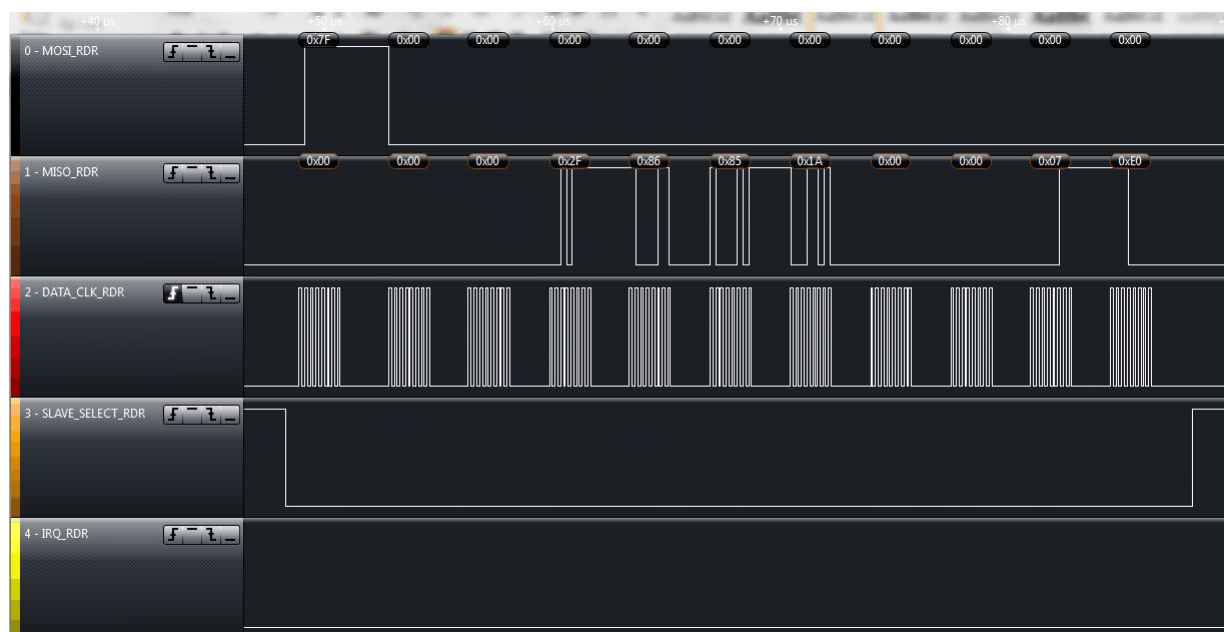 +40 µs +50 µs +60 µs +70 µs +80 µs
0 - MOSI_RDR
0x7F 0x00 0x00 0x00 0x00 0x00 0x00 0x00 0x00 0x00 0x00
1 - MISO_RDR
0x00 0x00 0x00 0x2F 0x86 0x85 0x1A 0x00 0x00 0x07 0xE0
2 - DATA_CLK_RDR
3 - SLAVE_SELECT_RDR
4 - IRQ_RDR